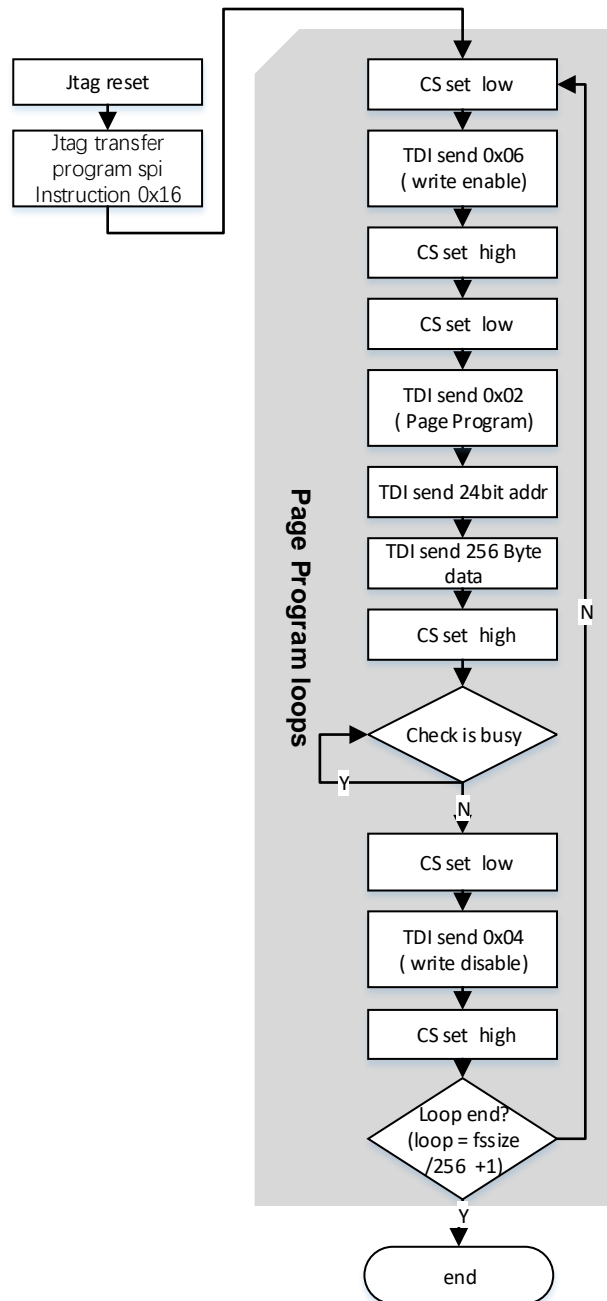 Jtag reset
Jtag transfer
program spi
Instruction 0x16
Page Program loops
CS set low
TDI send 0x06
( write enable)
CS set high
CS set low
TDI send 0x02
( Page Program)
TDI send 24bit addr
TDI send 256 Byte
data
CS set high
Check is busy
Y
N
CS set low
TDI send 0x04
( write disable)
CS set high
Loop end?
(loop = fssize
/256 +1)
N
Y
end